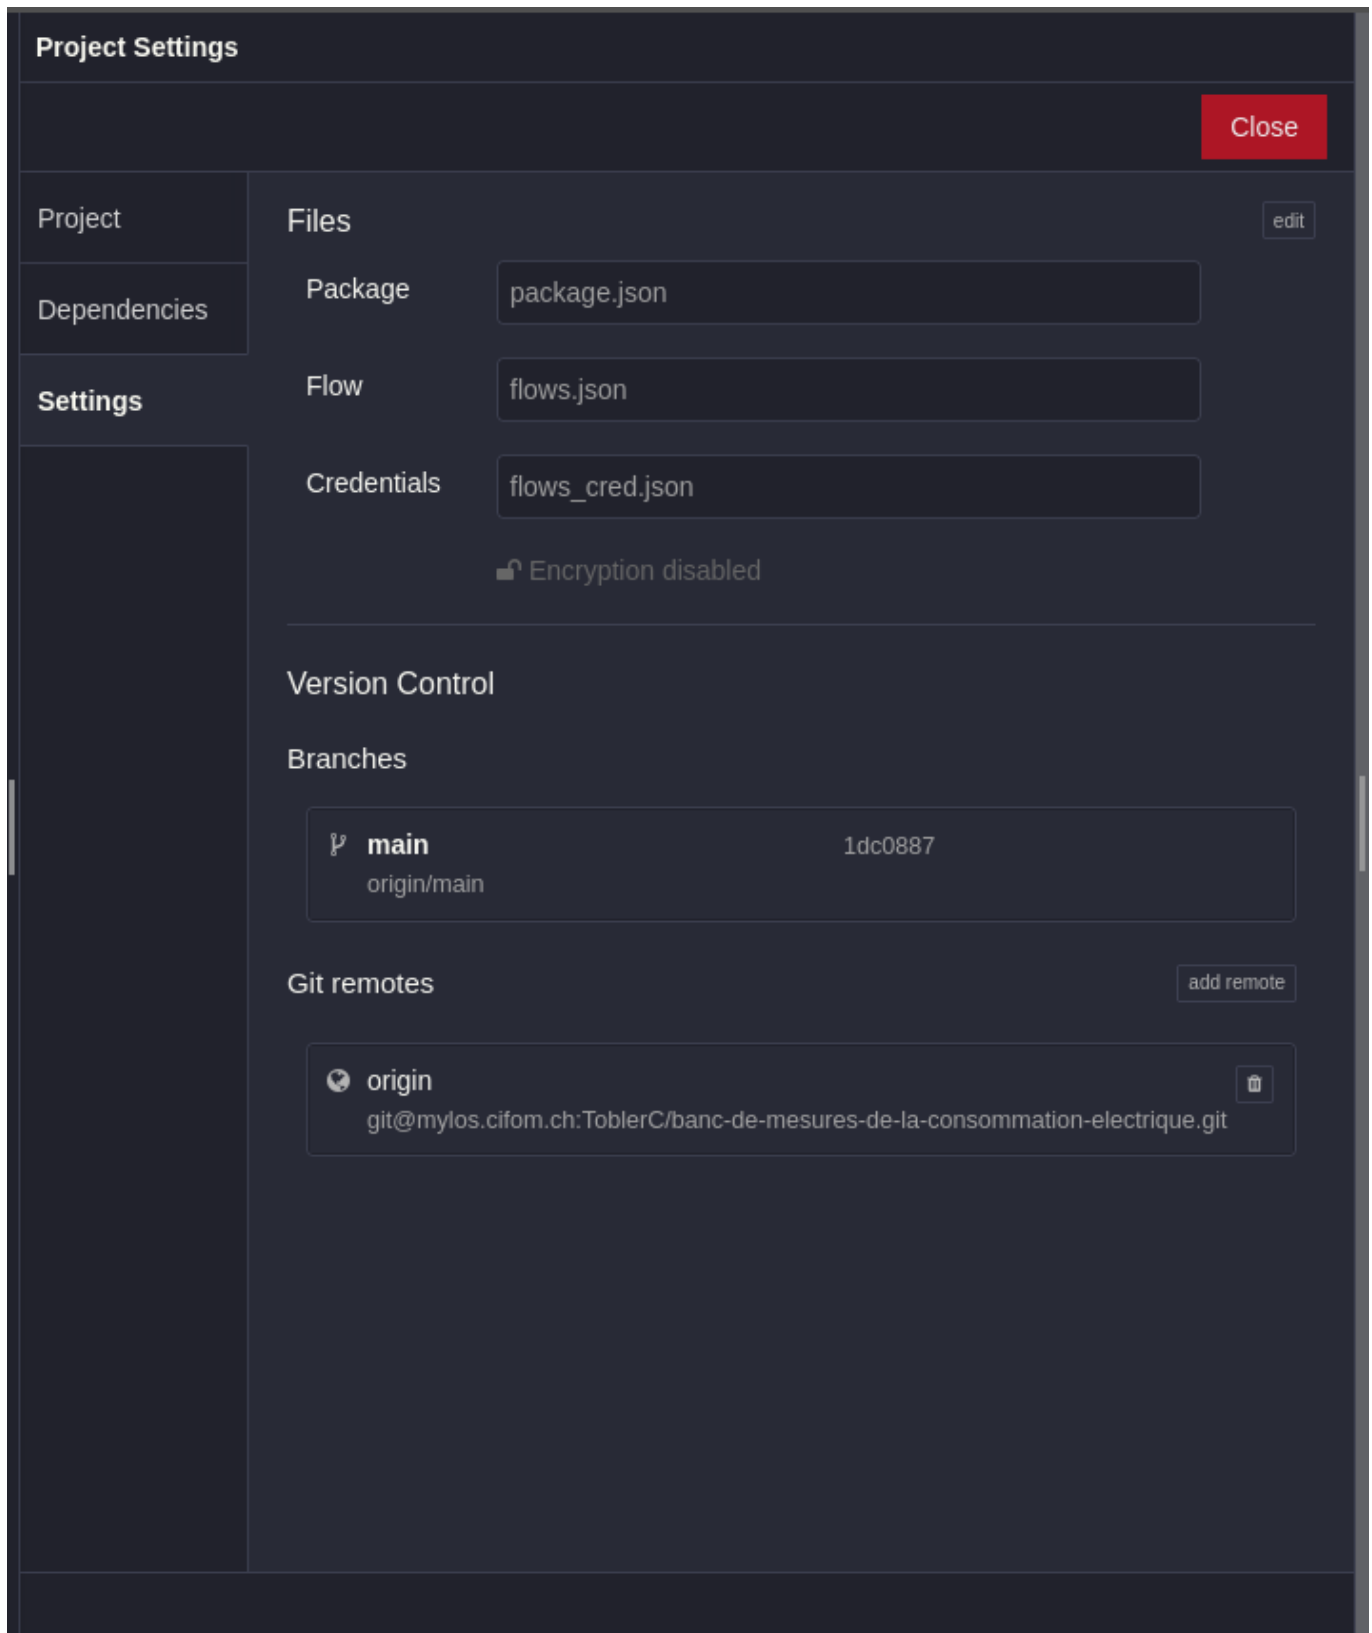 Project Settings
Close
Project
Dependencies
Settings
Files
edit
Package
package.json
Flow
flows.json
Credentials
flows_cred.json
Encryption disabled
Version Control
Branches
main
1dc0887
origin/main
Git remotes
add remote
origin
git@mylos.cifom.ch:ToblerC/banc-de-mesures-de-la-consommation-electrique.git